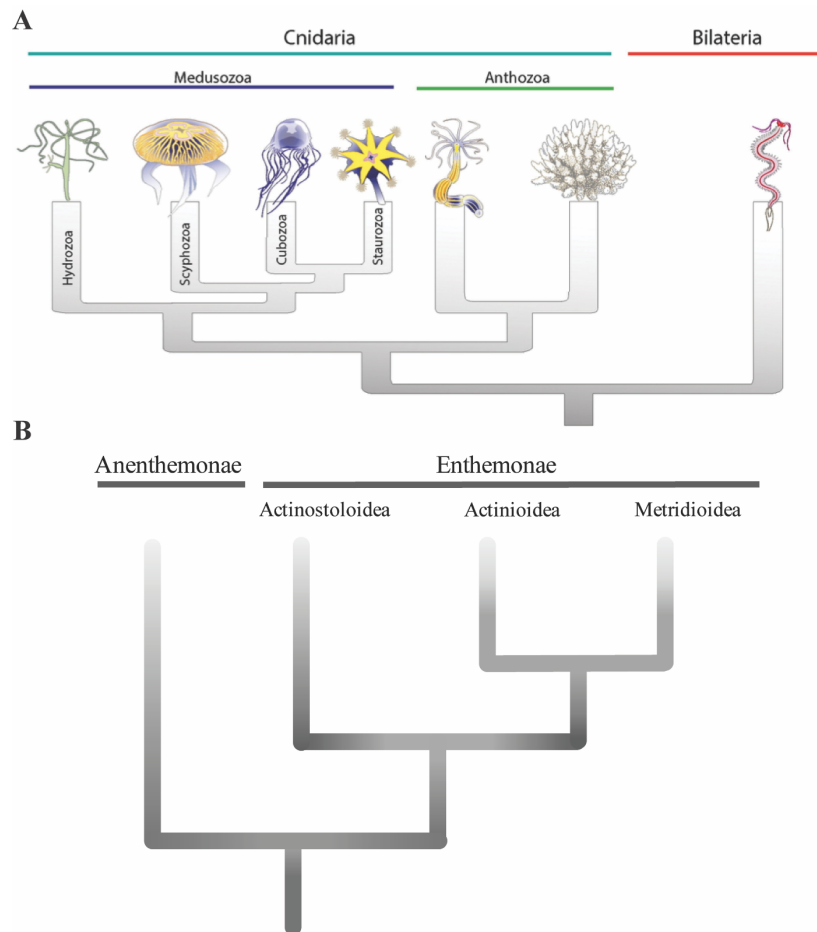 A
Cnidaria
Bilateria
Medusozoa
Anthozoa
Hydrozoa
Scyphozoa
Cubozoa
Staurozoa
B
Anenthemonae
Enthemonae
Actinostoloidea
Actinioidea
Metridioidea